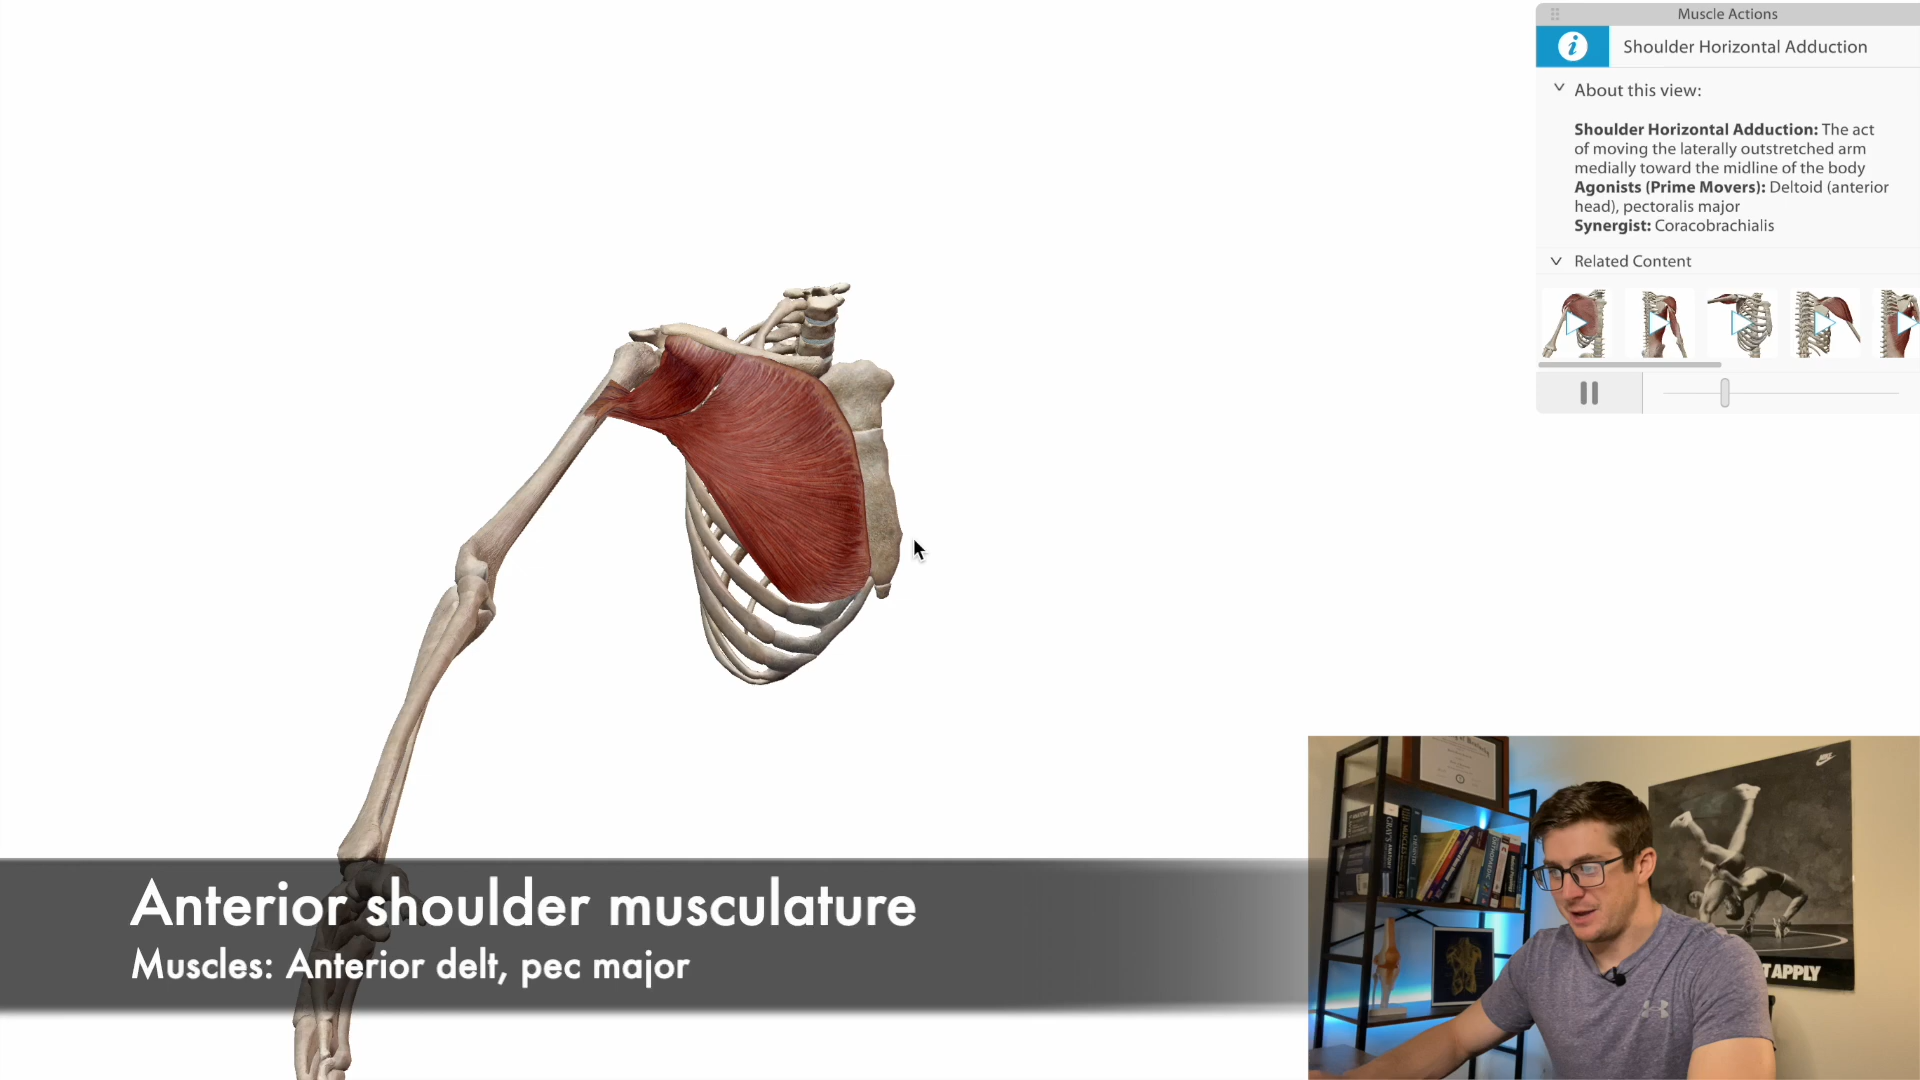 Muscle Actions
Shoulder Horizontal Adduction
About this view:
Shoulder Horizontal Adduction: The act
of moving the laterally outstretched arm
medially toward the midline of the body
Agonists (Prime Movers): Deltoid (anterior
head), pectoralis major
Synergist: Coracobrachialis
Related Content
Anterior shoulder musculature
Muscles: Anterior delt, pec major
GRAY'S
T APPLY